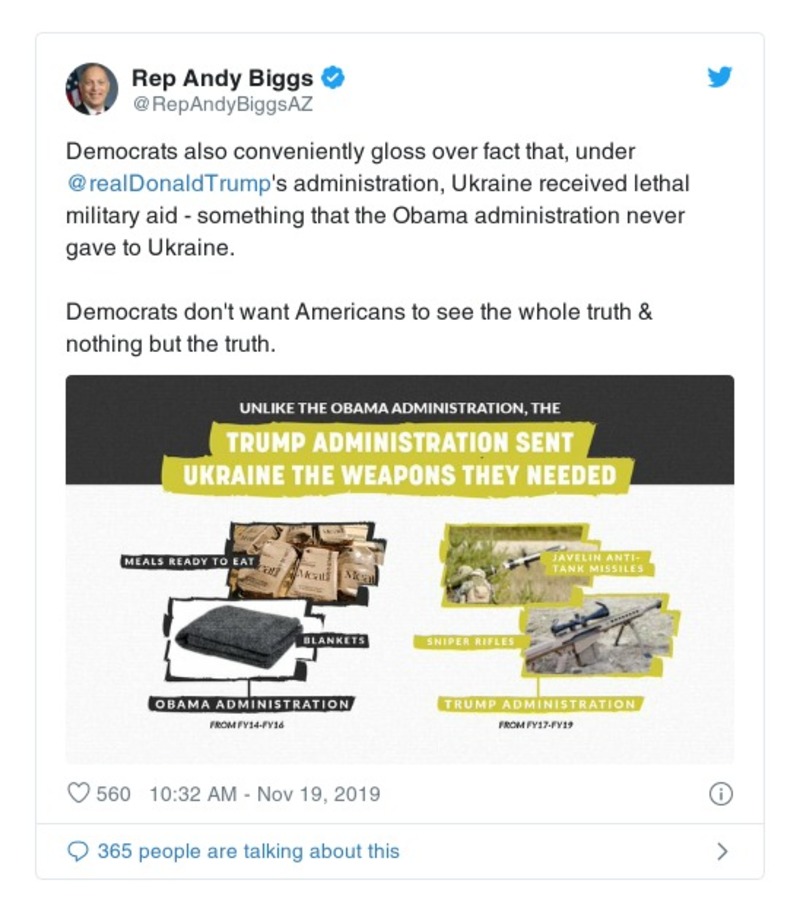 Rep Andy Biggs
@RepAndyBiggsAZ
Democrats also conveniently gloss over fact that, under
@realDonaldTrump's administration, Ukraine received lethal
military aid - something that the Obama administration never
gave to Ukraine.
Democrats don't want Americans to see the whole truth &
nothing but the truth.
UNLIKE THE OBAMA ADMINISTRATION, THE
TRUMP ADMINISTRATION SENT
UKRAINE THE WEAPONS THEY NEEDED
MEALS READY TO EAT
Meal
Meal
BLANKETS
OBAMA ADMINISTRATION
FROM FY14-FY16
JAVELIN ANTI-
TANK MISSILES
SNIPER RIFLES
TRUMP ADMINISTRATION
FROM FY17-FY19
560 10:32 AM - Nov 19, 2019
365 people are talking about this